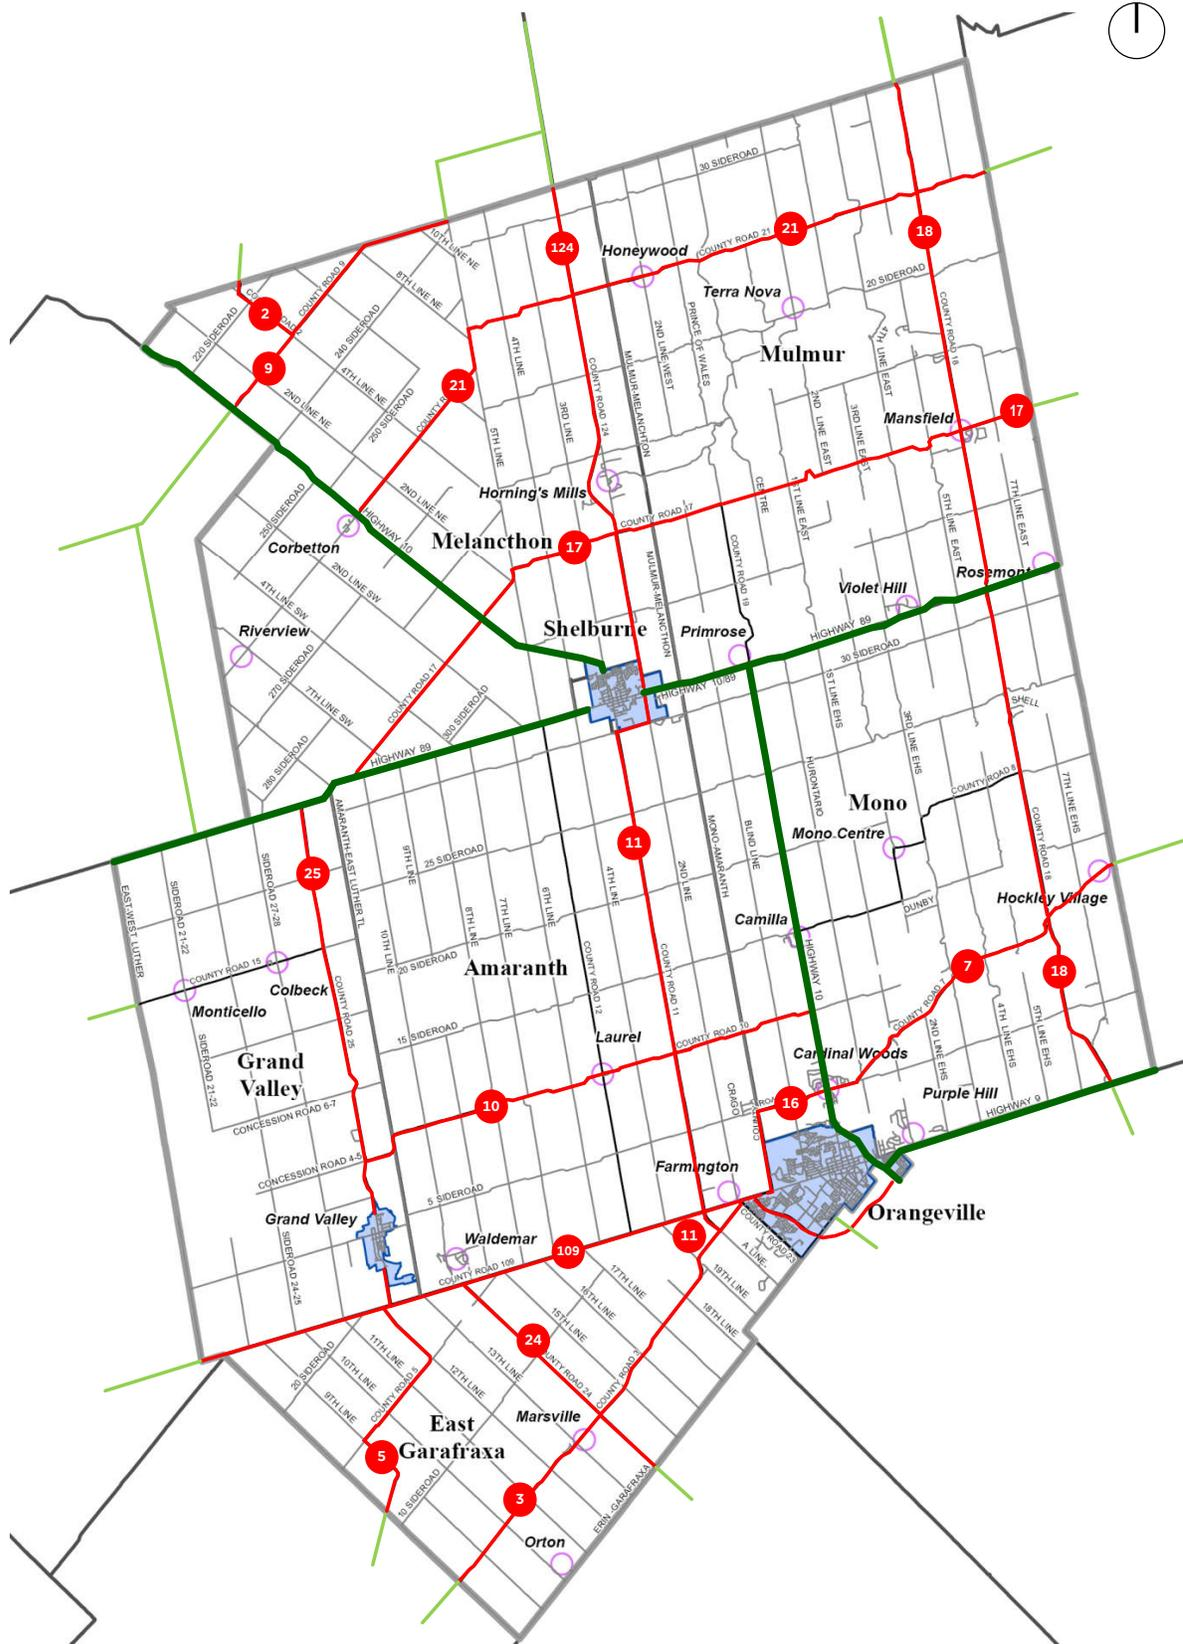 30 SIDEROAD
10TH LINE NE
124
Honeywood
COUNTY ROAD 21
21
18
COUNTY ROAD 9
8TH LINE NE
Terra Nova
20 SIDEROAD
2
220 SIDEROAD
240 SIDEROAD
4TH LINE
2ND LINE WEST
PRINCE OF WALES
Mulmur
4TH LINE EAST
COUNTY ROAD 18
9
4TH LINE NE
2ND LINE NE
250 SIDEROAD
21
COUNTY ROAD 124
MULMUR-MELANCHTON
3RD LINE
5TH LINE
2ND LINE EAST
3RD LINE EAST
Mansfield
17
Horning's Mills
250 SIDEROAD
2ND LINE NE
CENTRE
1ST LINE EAST
5TH LINE EAST
7TH LINE EAST
HIGHWAY 10
COUNTY ROAD 17
Corbetton
Melancthon
17
COUNTY ROAD 19
MULMUR-MELANCTHON
Rosemont
2ND LINE SW
4TH LINE SW
Violet Hill
Riverview
Shelburne
Primrose
HIGHWAY 89
30 SIDEROAD
270 SIDEROAD
7TH LINE SW
COUNTY ROAD 17
300 SIDEROAD
HIGHWAY 10/89
1ST LINE EHS
3RD LINE EHS
SHELL
280 SIDEROAD
HIGHWAY 89
HURONTARIO
COUNTY ROAD 8
7TH LINE EHS
Mono
AMARANTH-EAST LUTHER TL
MONO-AMARANTH
BLIND LINE
Mono Centre
COUNTY ROAD 18
11
25 SIDEROAD
9TH LINE
SIDEROAD 27-28
25
4TH LINE
2ND LINE
EAST-WEST LUTHER
SIDEROAD 21-22
8TH LINE
7TH LINE
6TH LINE
DUNBY
Hockley Village
Camilla
10TH LINE
20 SIDEROAD
COUNTY ROAD 15
Amaranth
COUNTY ROAD 12
COUNTY ROAD 11
HIGHWAY 10
7
18
Colbeck
Monticello
COUNTY ROAD 25
COUNTY ROAD 7
15 SIDEROAD
Laurel
COUNTY ROAD 10
2ND LINE EHS
4TH LINE EHS
5TH LINE EHS
SIDEROAD 21-22
Grand
Valley
Cardinal Woods
Purple Hill
CRAGO
16
10
HIGHWAY 9
CONCESSION ROAD 6-7
CONCESSION ROAD 4-5
Farmington
5 SIDEROAD
Grand Valley
Orangeville
Waldemar
COUNTY ROAD 23
A LINE
11
109
SIDEROAD 24-25
COUNTY ROAD 109
17TH LINE
19TH LINE
16TH LINE
18TH LINE
15TH LINE
24
COUNTY ROAD 24
20 SIDEROAD
11TH LINE
10TH LINE
13TH LINE
12TH LINE
9TH LINE
COUNTY ROAD 5
COUNTY ROAD 3
Marsville
East
Garafraxa
5
10 SIDEROAD
3
ERIN-GARAFRAXA
Orton